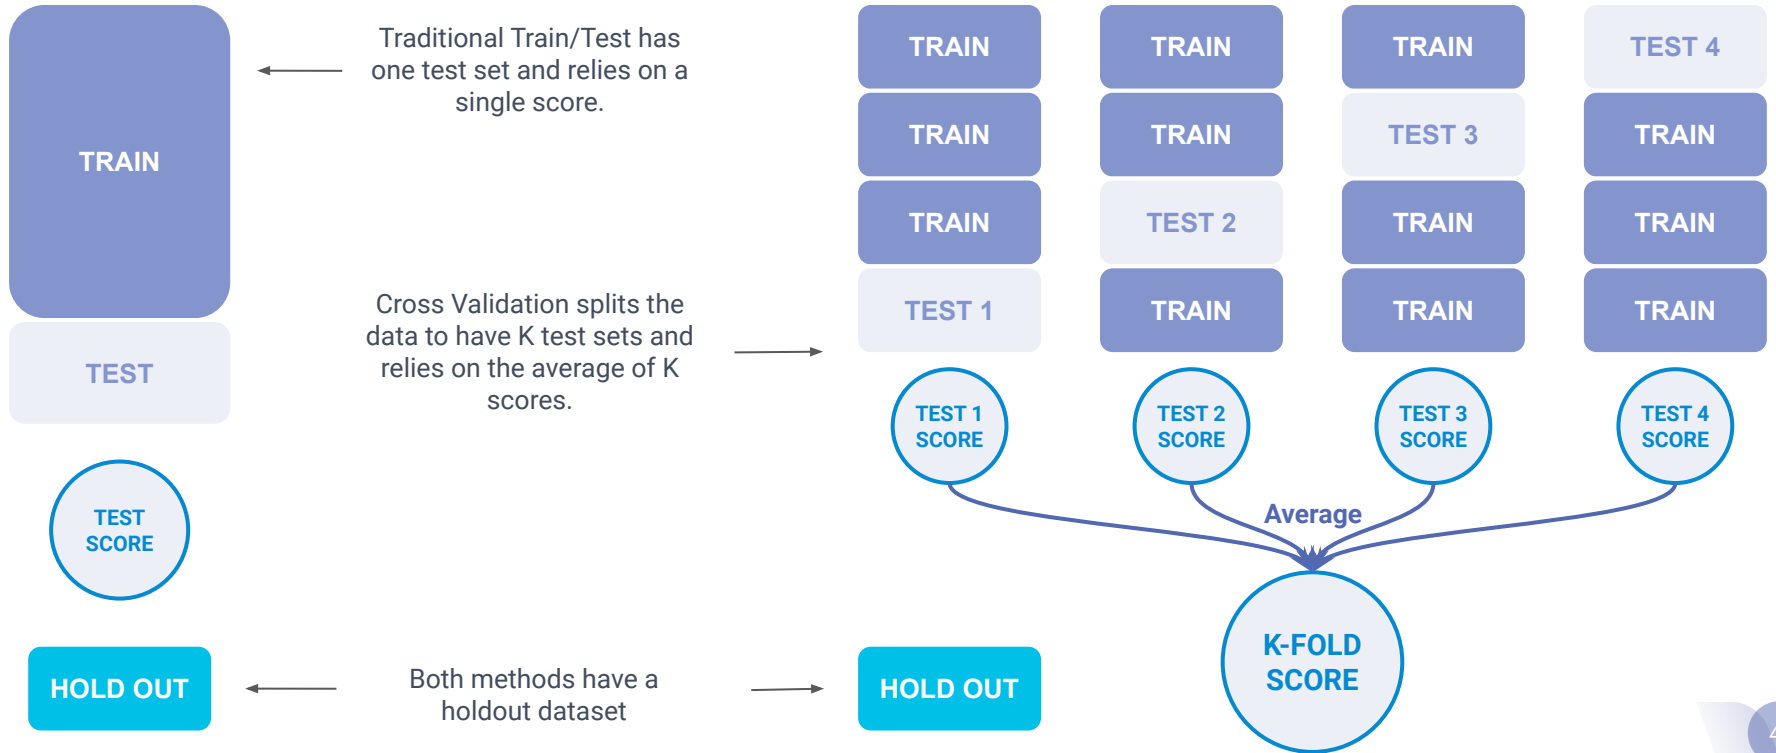 TRAIN
TEST
TEST
SCORE
HOLD OUT
Traditional Train/Test has
one test set and relies on a
single score.
Cross Validation splits the
data to have K test sets and
relies on the average of K
scores.
Both methods have a
holdout dataset
TRAIN TRAIN TRAIN TEST 4
TRAIN TRAIN TEST 3 TRAIN
TRAIN TEST 2 TRAIN TRAIN
TEST 1 TRAIN TRAIN TRAIN
TEST 1
SCORE
TEST 2
SCORE
TEST 3
SCORE
TEST 4
SCORE
Average
K-FOLD
SCORE
HOLD OUT